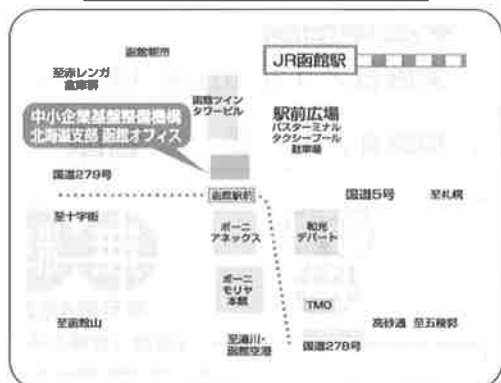 函館朝市
JR函館駅
至赤レンガ
倉庫群
函館ツイン
タワービル
駅前広場
バスターミナル
タクシープール
駐車場
中小企業基盤整備機構
北海道支部 函館オフィス
国道279号
函館駅前
国道5号
至札幌
至十字街
ボーニ
アネックス
和光
デパート
ボーニ
モリヤ
本館
TMO
至函館山
高砂通 至五稜郭
至湯川・
函館空港
国道278号